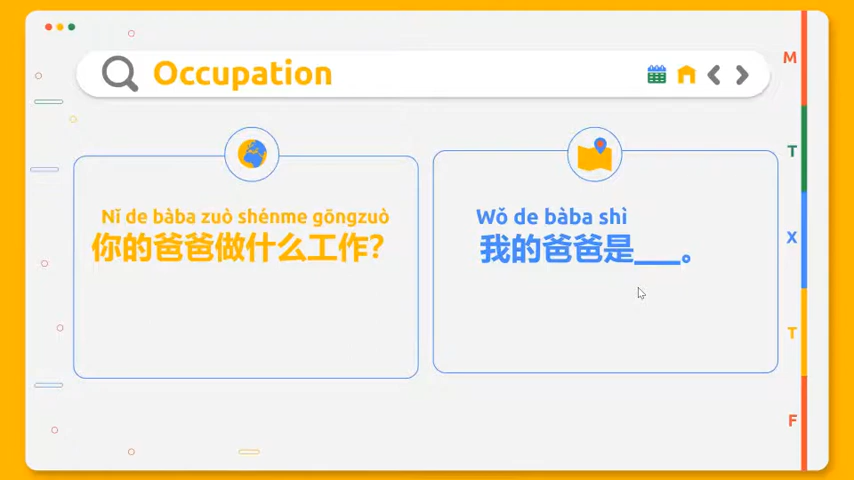 Occupation
M
T
X
T
F
Nǐ de bàba zuò shénme gōngzuò
你的爸爸做什么工作?
Wǒ de bàba shì
我的爸爸是___。